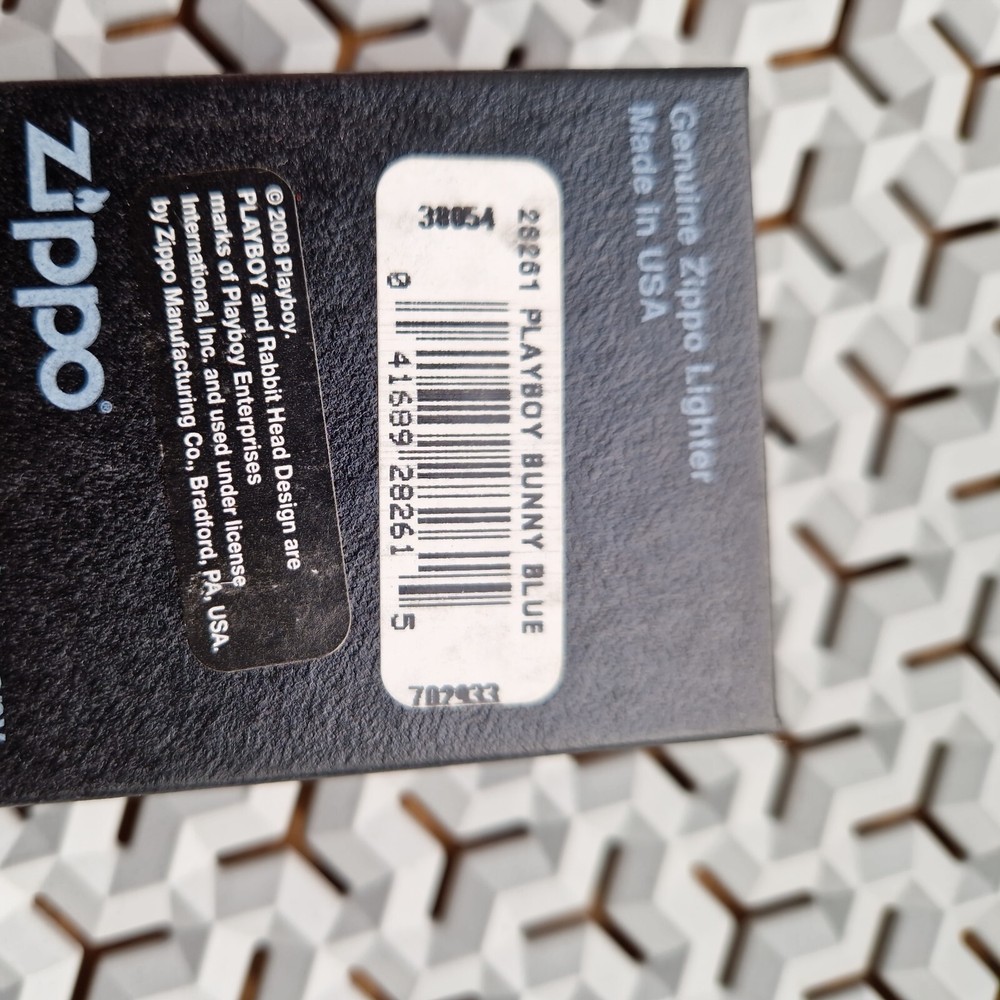 Genuine Zippo Lighter
Made in USA
28261 PLAYBOY BUNNY BLUE
38054
0 41689 28261 5
702933
© 2008 Playboy.
PLAYBOY and Rabbit Head Design are
marks of Playboy Enterprises
International, Inc. and used under license
by Zippo Manufacturing Co., Bradford, PA, USA.
Zippo®